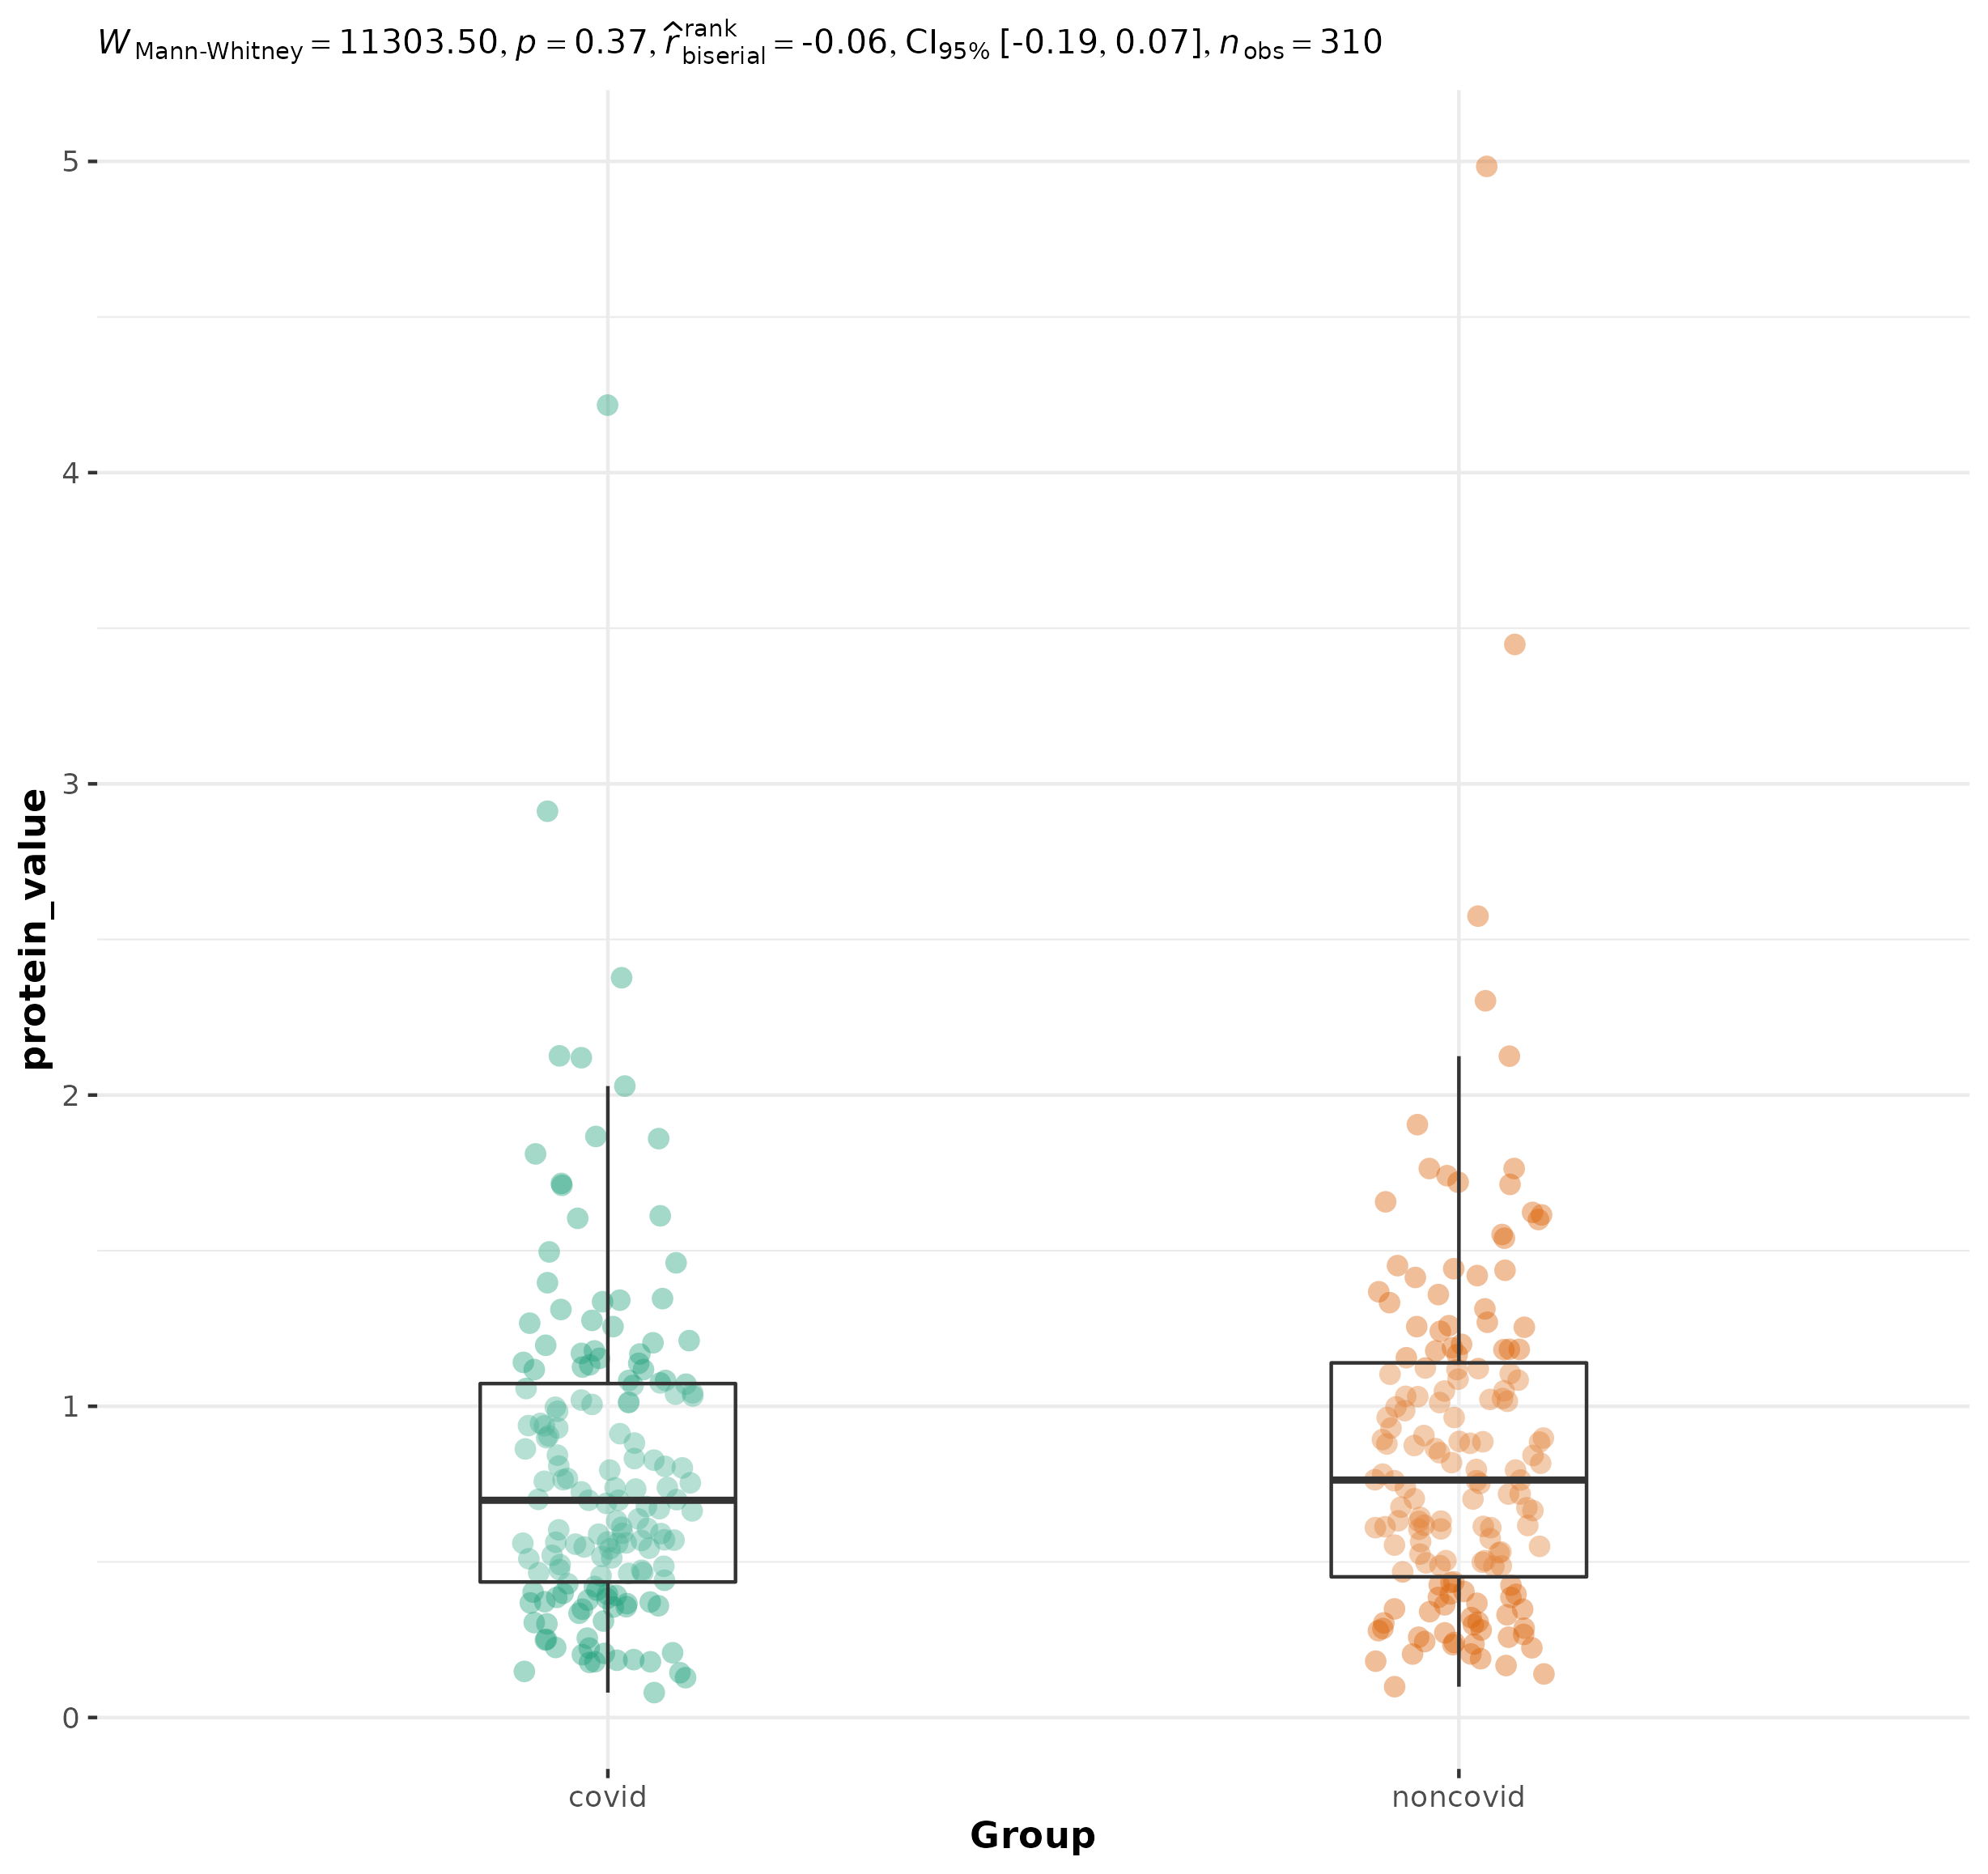 W Mann-Whitney = 11303.50, p = 0.37, r̂ rank biserial = -0.06, CI95% [-0.19, 0.07], n obs = 310
5
4
3
2
1
0
protein_value
covid noncovid
Group